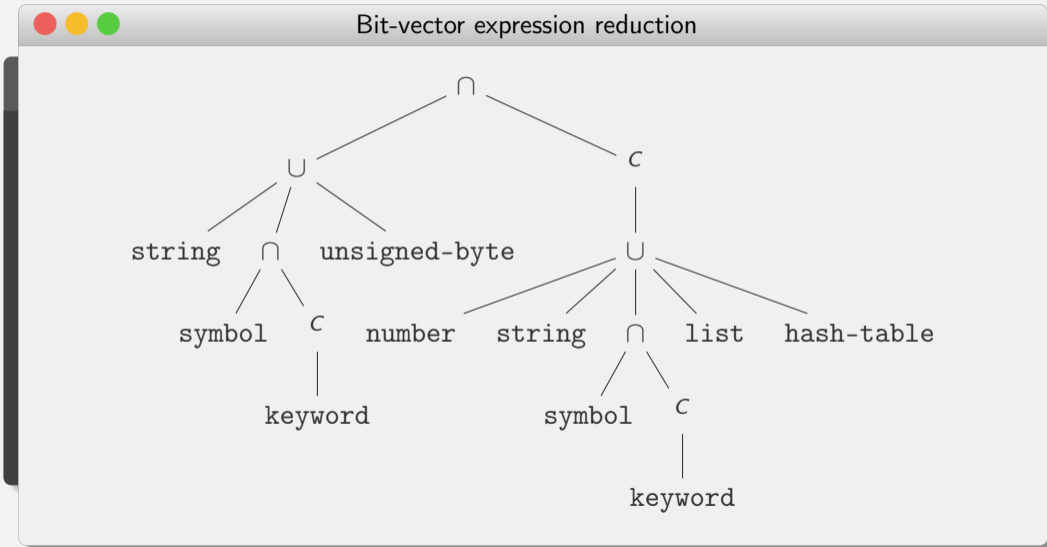 Bit-vector expression reduction
∩
∪ C
string ∩ unsigned-byte ∪
symbol C number string ∩ list hash-table
keyword symbol C
keyword